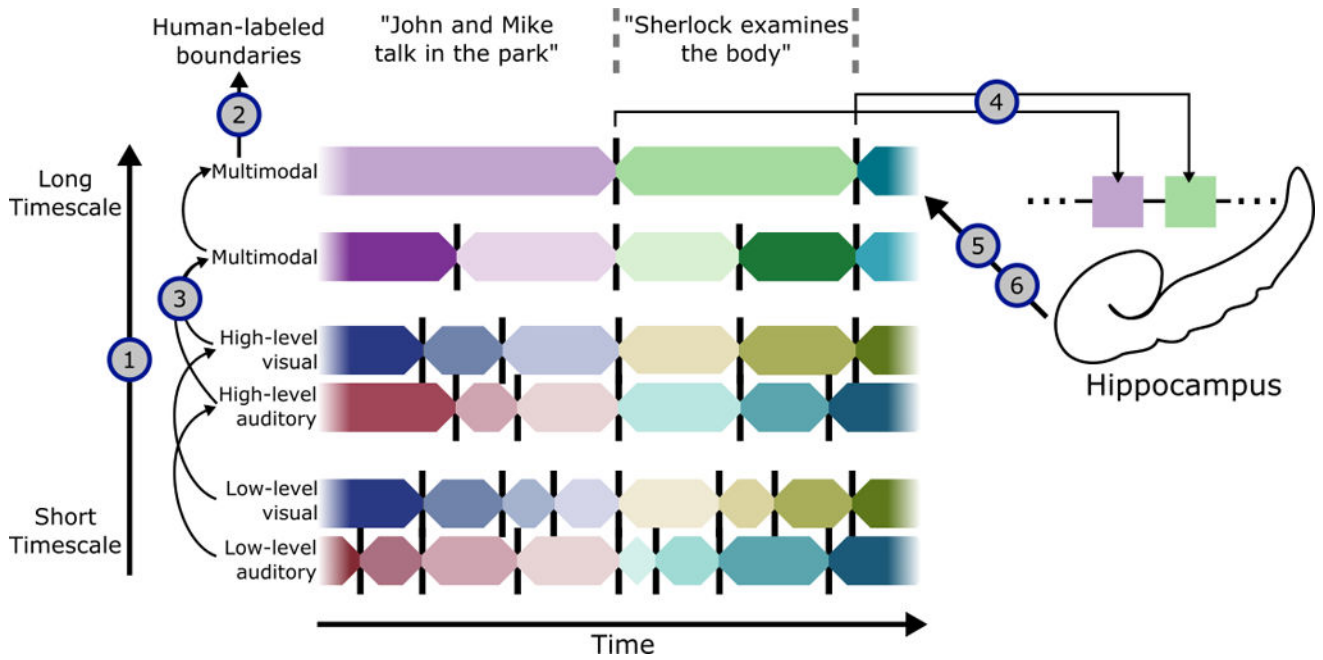 Human-labeled
boundaries
"John and Mike
talk in the park"
"Sherlock examines
the body"
2
4
Long
Timescale
Multimodal
Multimodal
3
5
6
1
High-level
visual
High-level
auditory
Hippocampus
Short
Timescale
Low-level
visual
Low-level
auditory
Time